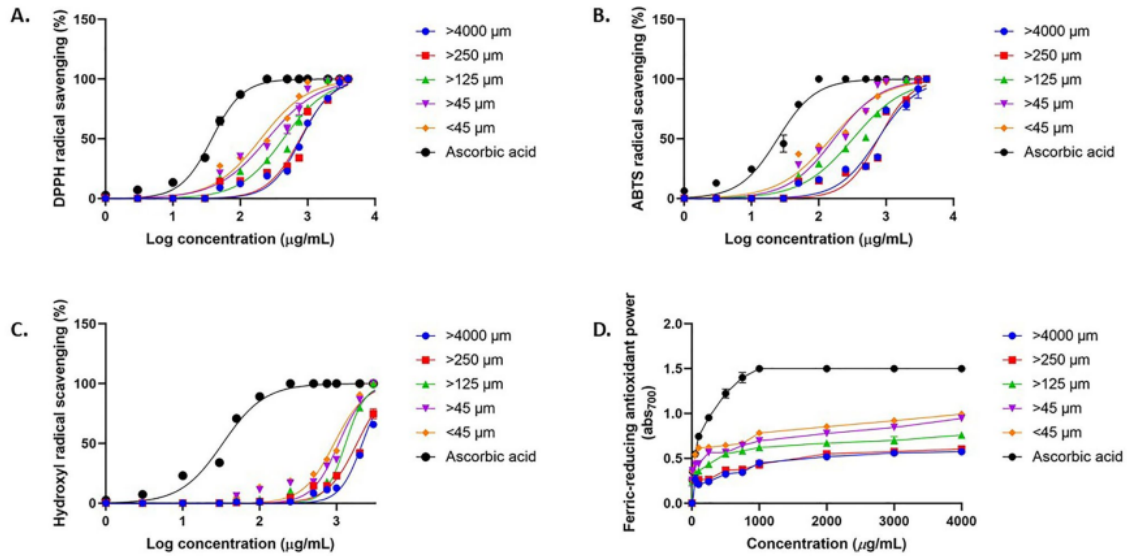 A.
DPPH radical savenging (%)
150
100
50
0
0
1
2
3
4
Log concentration (μg/mL)
>4000 μm
>250 μm
>125 μm
>45 μm
<45 μm
Ascorbic acid
B.
ABTS radical scavenging (%)
150
100
50
0
0
1
2
3
4
Log concentration (μg/mL)
>4000 μm
>250 μm
>125 μm
>45 μm
<45 μm
Ascorbic acid
C.
Hydroxyl radical scavenging (%)
150
100
50
0
0
1
2
3
Log concentration (μg/mL)
>4000 μm
>250 μm
>125 μm
>45 μm
<45 μm
Ascorbic acid
D.
Ferric-reducing antioxidant power
(abs₇₀₀)
2.0
1.5
1.0
0.5
0.0
0
1000
2000
3000
4000
Concentration (μg/mL)
>4000 μm
>250 μm
>125 μm
>45 μm
<45 μm
Ascorbic acid